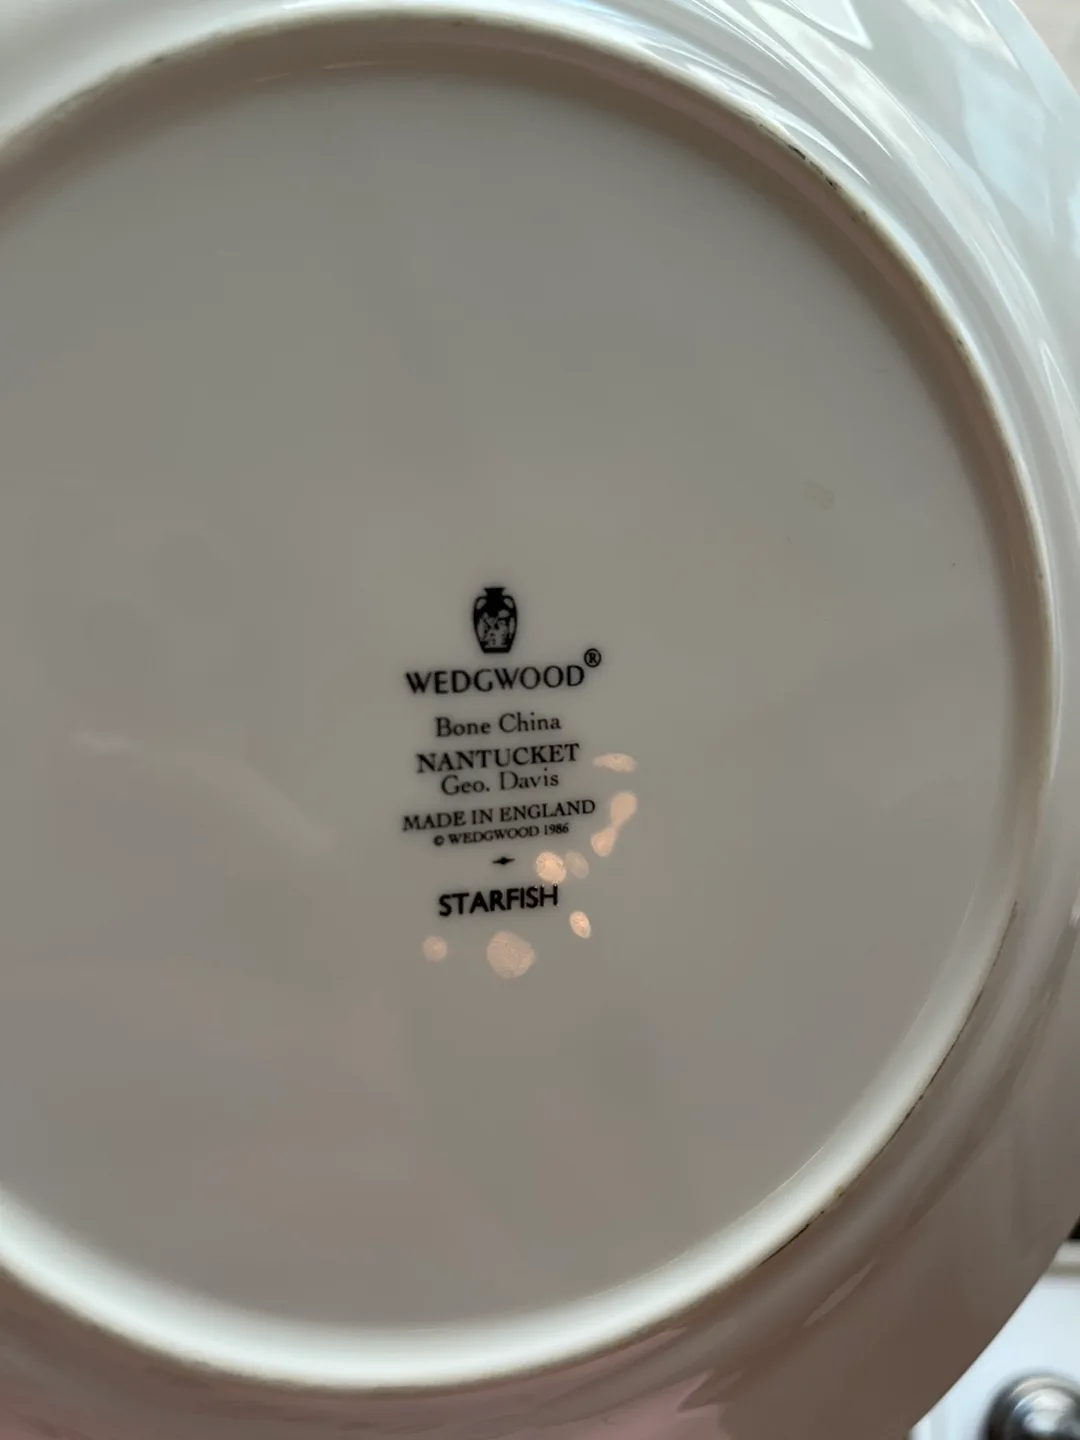 WEDGWOOD®
Bone China
NANTUCKET
Geo. Davis
MADE IN ENGLAND
© WEDGWOOD 1986
STARFISH